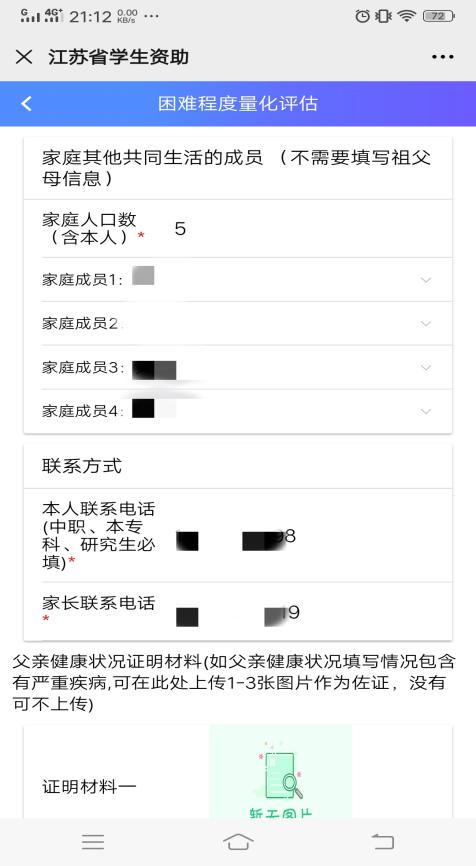 G 4G+ 21:12 0.00 KB/s ... 72
江苏省学生资助
困难程度量化评估
家庭其他共同生活的成员（不需要填写祖父
母信息）
家庭人口数
（含本人）* 5
家庭成员1:
家庭成员2
家庭成员3:
家庭成员4:
联系方式
本人联系电话
(中职、本专
科、研究生必
填)* 98
家长联系电话
* 19
父亲健康状况证明材料(如父亲健康状况填写情况包含
有严重疾病,可在此处上传1-3张图片作为佐证，没有
可不上传)
证明材料一
暂无图片